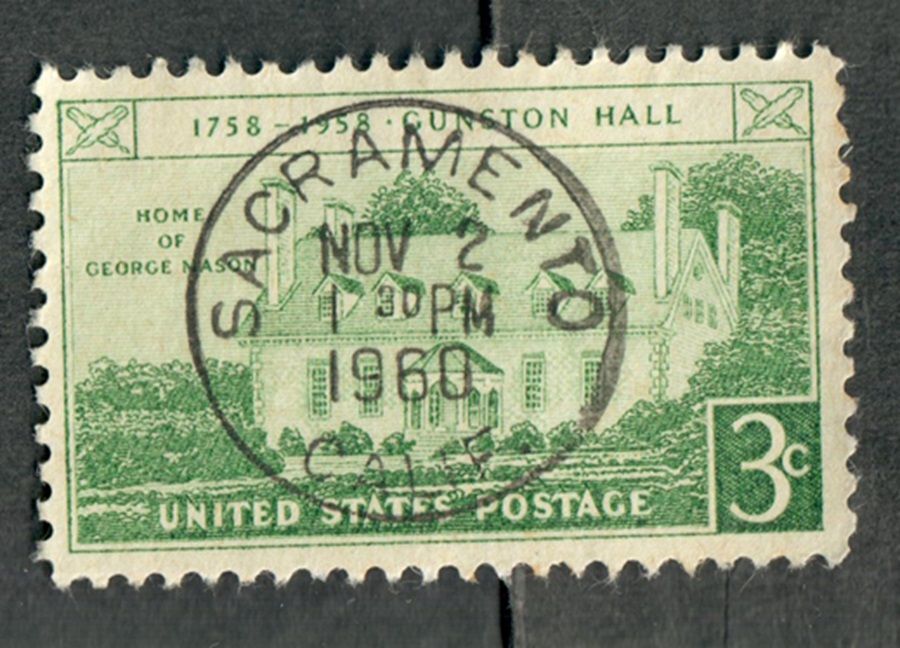 1758–1958 · GUNSTON HALL
HOME
OF
GEORGE MASON
SACRAMENTO
NOV 2
1 30 PM
1960
CALIF.
3c
UNITED STATES POSTAGE